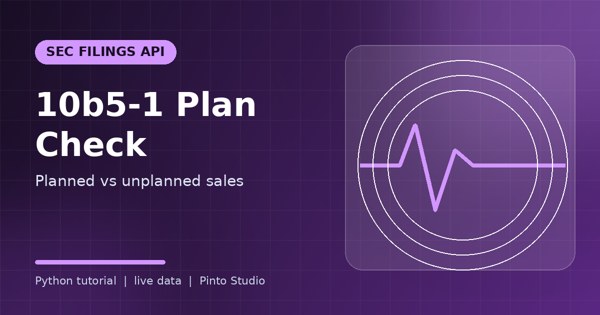 SEC FILINGS API
10b5-1 Plan
Check
Planned vs unplanned sales
Python tutorial | live data | Pinto Studio